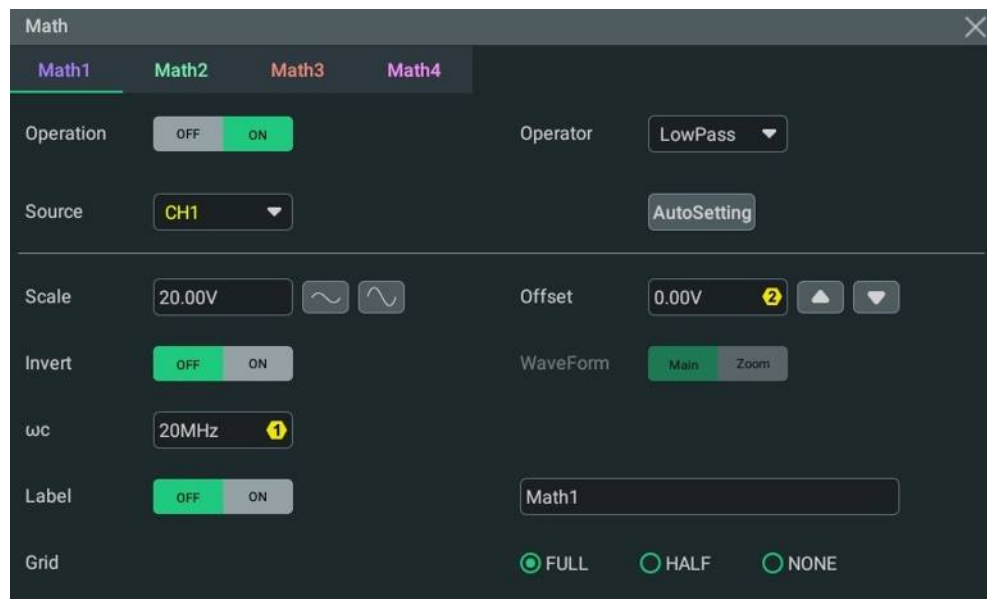 Math
Math1 Math2 Math3 Math4
Operation OFF ON Operator LowPass
Source CH1 AutoSetting
Scale 20.00V Offset 0.00V 2
Invert OFF ON WaveForm Main Zoom
ωc 20MHz 1
Label OFF ON Math1
Grid FULL HALF NONE